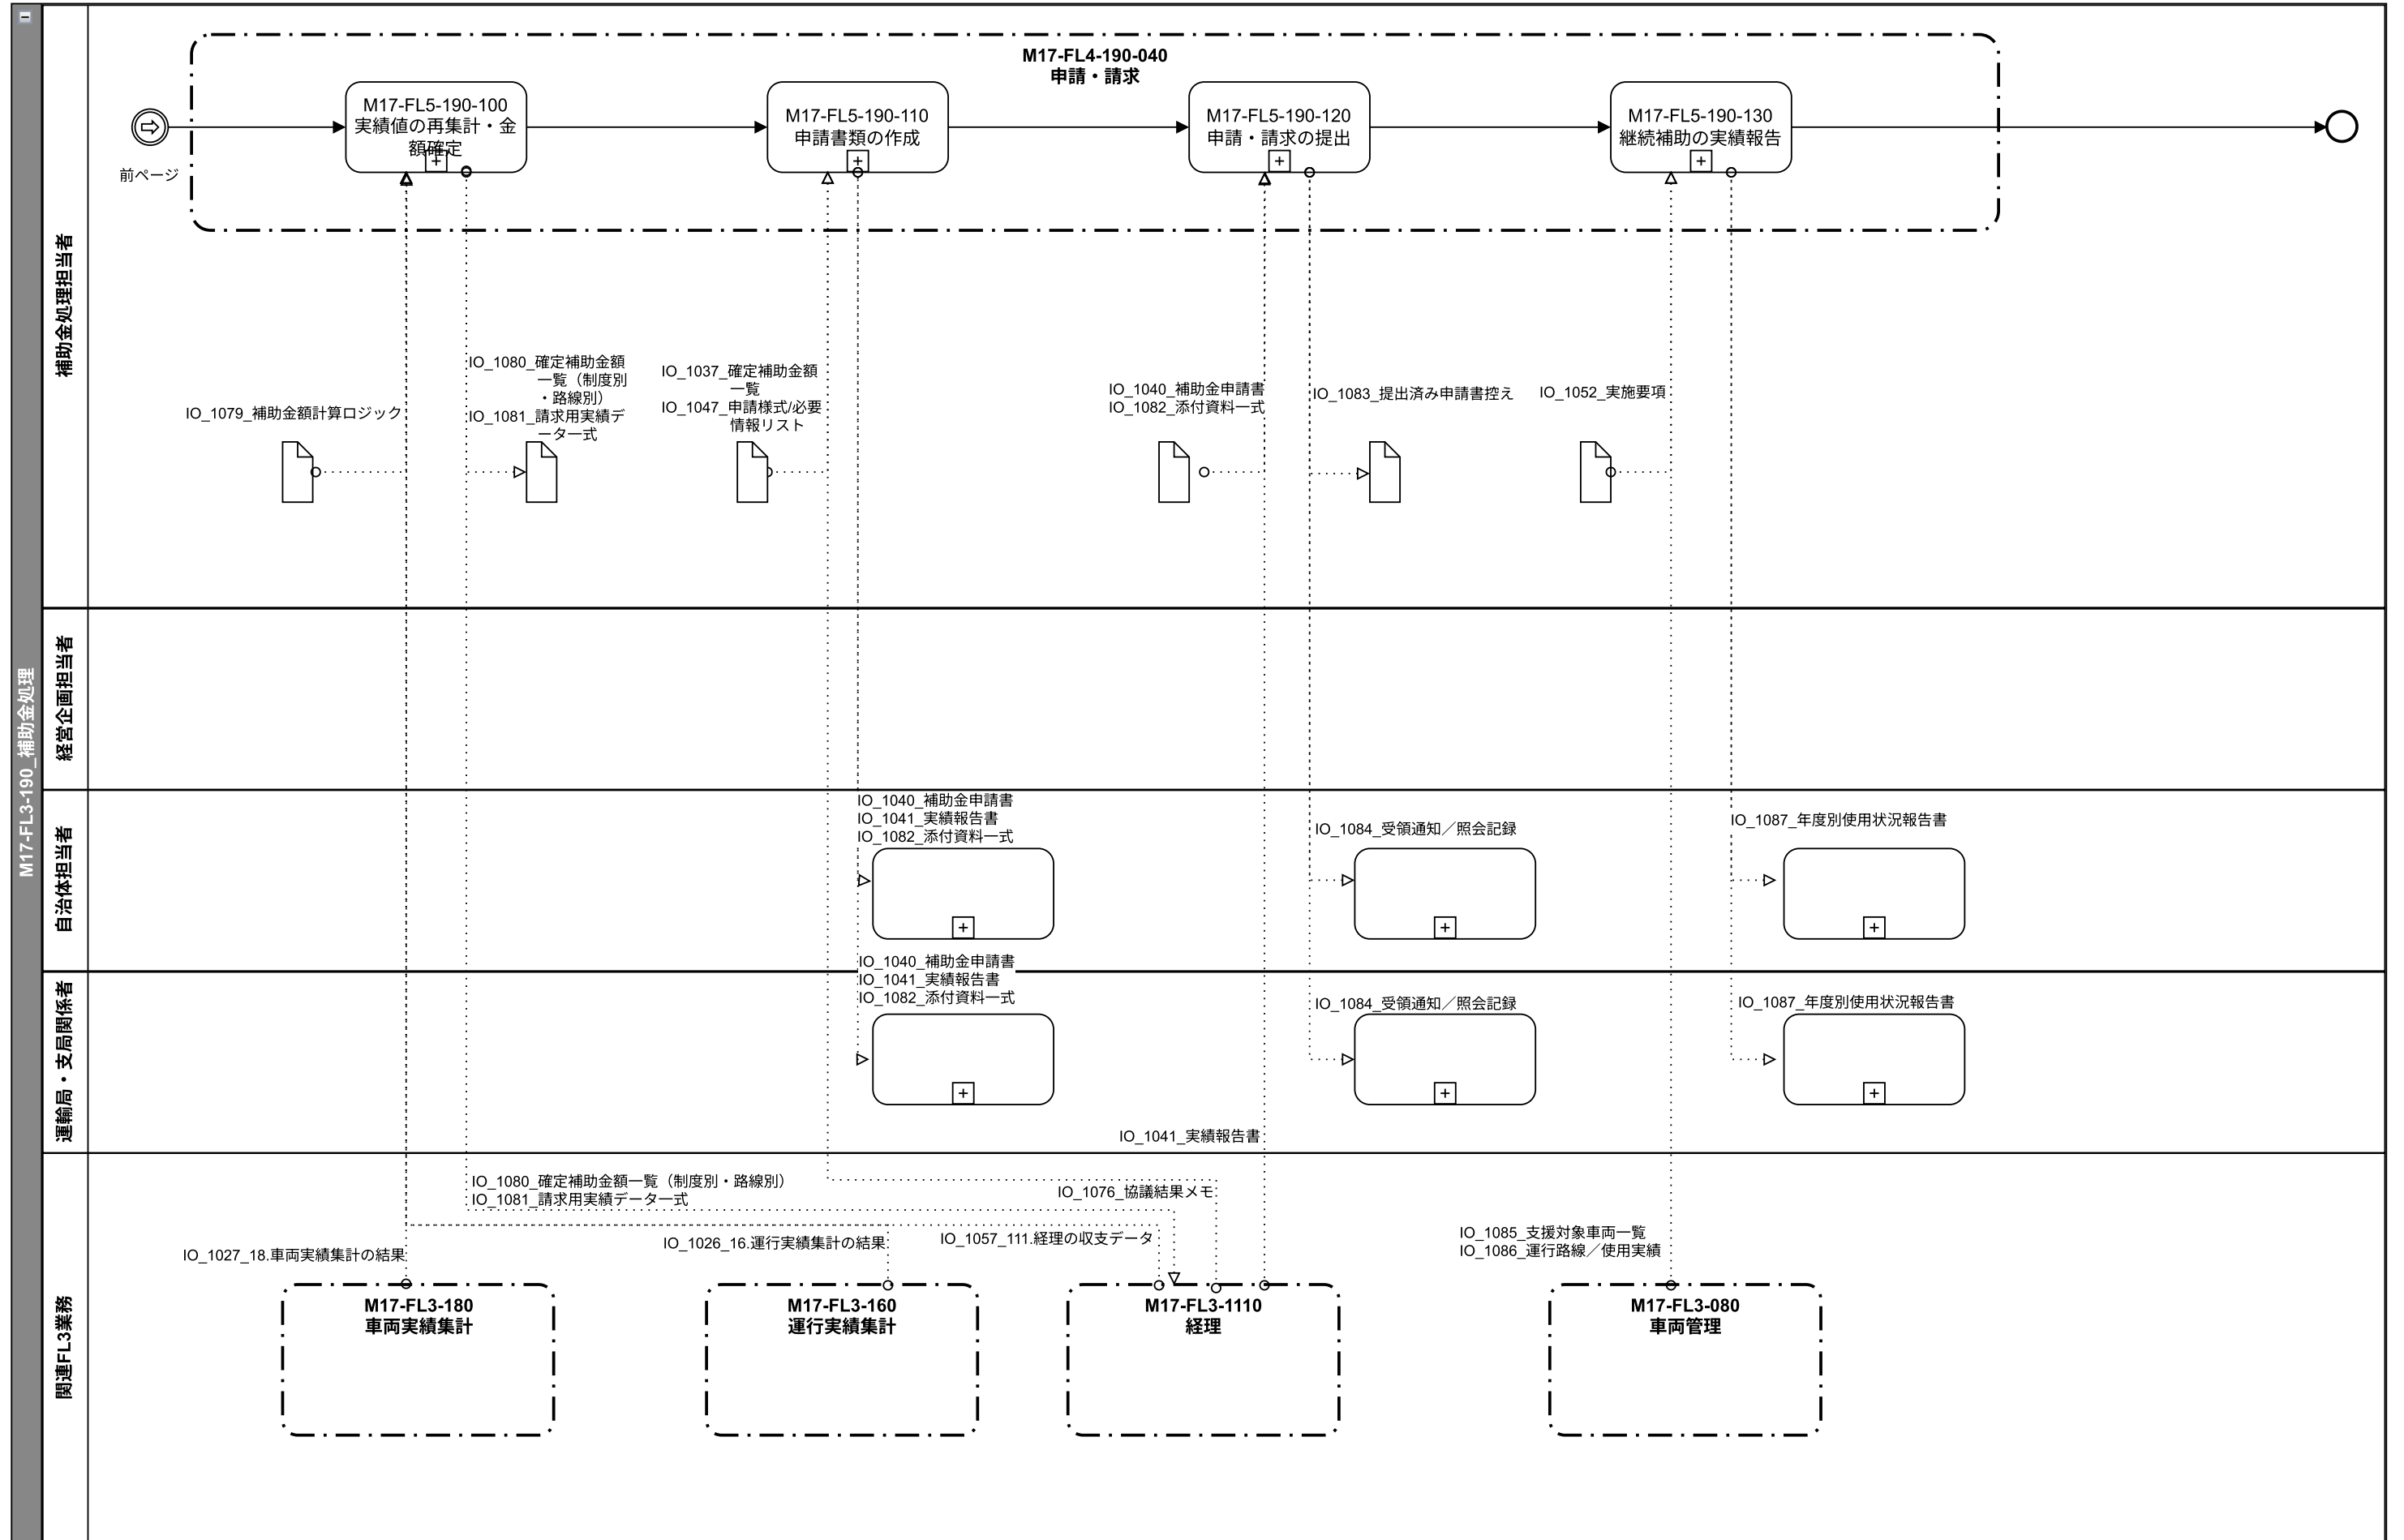 M17-FL3-190_補助金処理
補助金処理担当者
M17-FL4-190-040
申請・請求
前ページ
M17-FL5-190-100
実績値の再集計・金
額確定
M17-FL5-190-110
申請書類の作成
M17-FL5-190-120
申請・請求の提出
M17-FL5-190-130
継続補助の実績報告
IO_1079_補助金額計算ロジック
IO_1080_確定補助金額
一覧（制度別
・路線別）
IO_1081_請求用実績デ
ータ一式
IO_1037_確定補助金額
一覧
IO_1047_申請様式/必要
情報リスト
IO_1040_補助金申請書
IO_1082_添付資料一式
IO_1083_提出済み申請書控え
IO_1052_実施要項
経営企画担当者
自治体担当者
IO_1040_補助金申請書
IO_1041_実績報告書
IO_1082_添付資料一式
IO_1084_受領通知／照会記録
IO_1087_年度別使用状況報告書
運輸局・支局関係者
IO_1040_補助金申請書
IO_1041_実績報告書
IO_1082_添付資料一式
IO_1084_受領通知／照会記録
IO_1087_年度別使用状況報告書
IO_1041_実績報告書
関連FL3業務
IO_1080_確定補助金額一覧（制度別・路線別）
IO_1081_請求用実績データ一式
IO_1076_協議結果メモ
IO_1027_18.車両実績集計の結果
IO_1026_16.運行実績集計の結果
IO_1057_111.経理の収支データ
IO_1085_支援対象車両一覧
IO_1086_運行路線／使用実績
M17-FL3-180
車両実績集計
M17-FL3-160
運行実績集計
M17-FL3-1110
経理
M17-FL3-080
車両管理